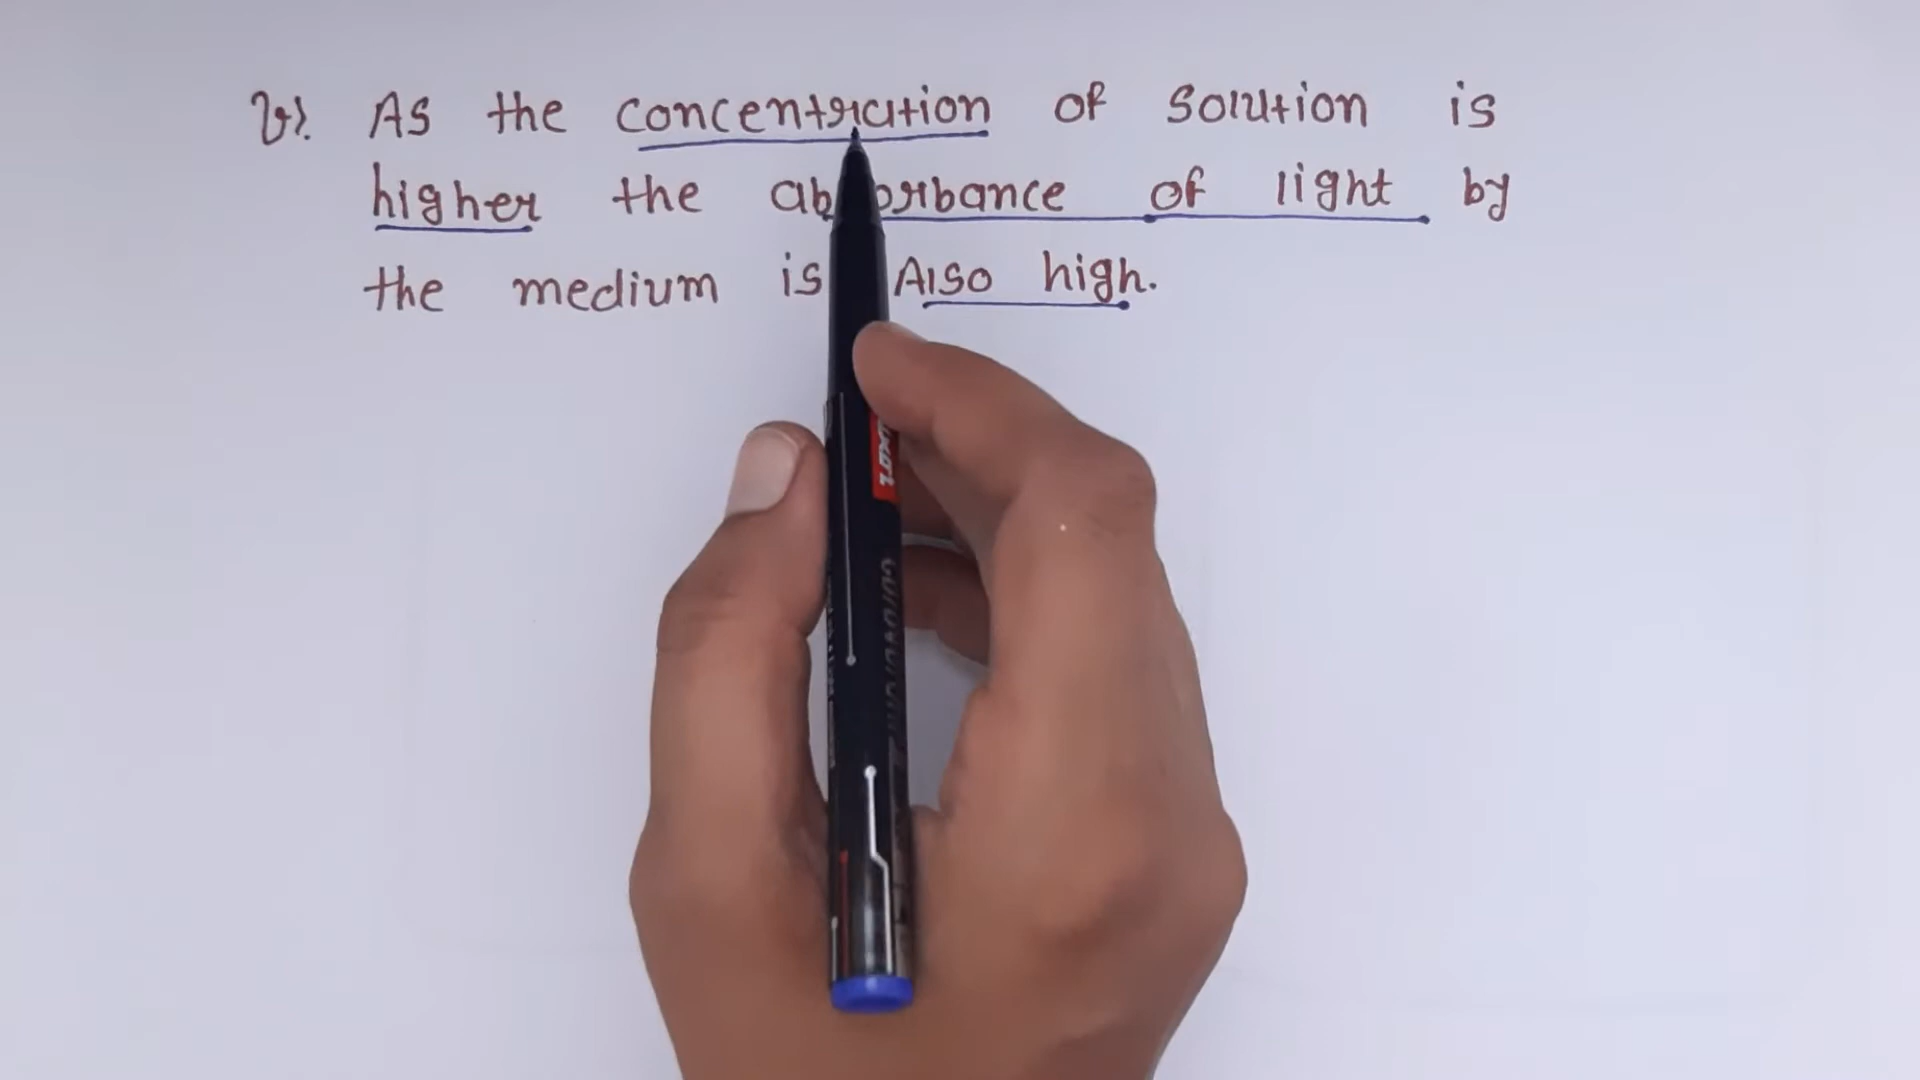 As the concentration of solution is
higher the absorbance of light by
the medium is Also high.